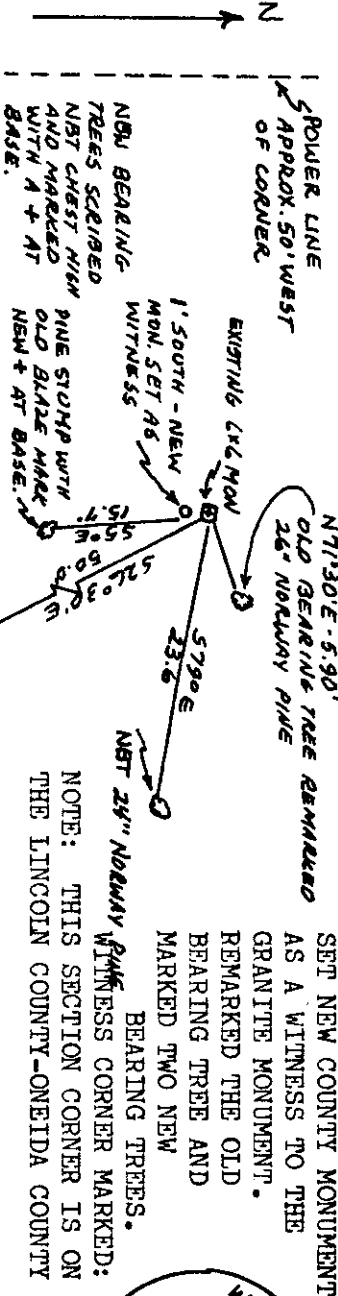 N
POWER LINE
APPROX. 50' WEST
OF CORNER
N71°30'E - 5.90'
OLD BEARING TREE REMARKED
26" NORWAY PINE
EXISTING 6x6 MON
1' SOUTH - NEW
MON. SET AS
WITNESS
NEW BEARING
TREES SCRIBED
NBT CHEST HIGH
AND MARKED
WITH A + AT
BASE.
PINE STUMP WITH
OLD BLAZE MARK
NEW + AT BASE.
S5°E
15.7'
S26°30'E
50.0
S79°E
23.6
NBT 24" NORWAY PINE
SET NEW COUNTY MONUMENT
AS A WITNESS TO THE
GRANITE MONUMENT.
REMARKED THE OLD
BEARING TREE AND
MARKED TWO NEW
BEARING TREES.
WITNESS CORNER MARKED:
NOTE: THIS SECTION CORNER IS ON
THE LINCOLN COUNTY-ONEIDA COUNTY